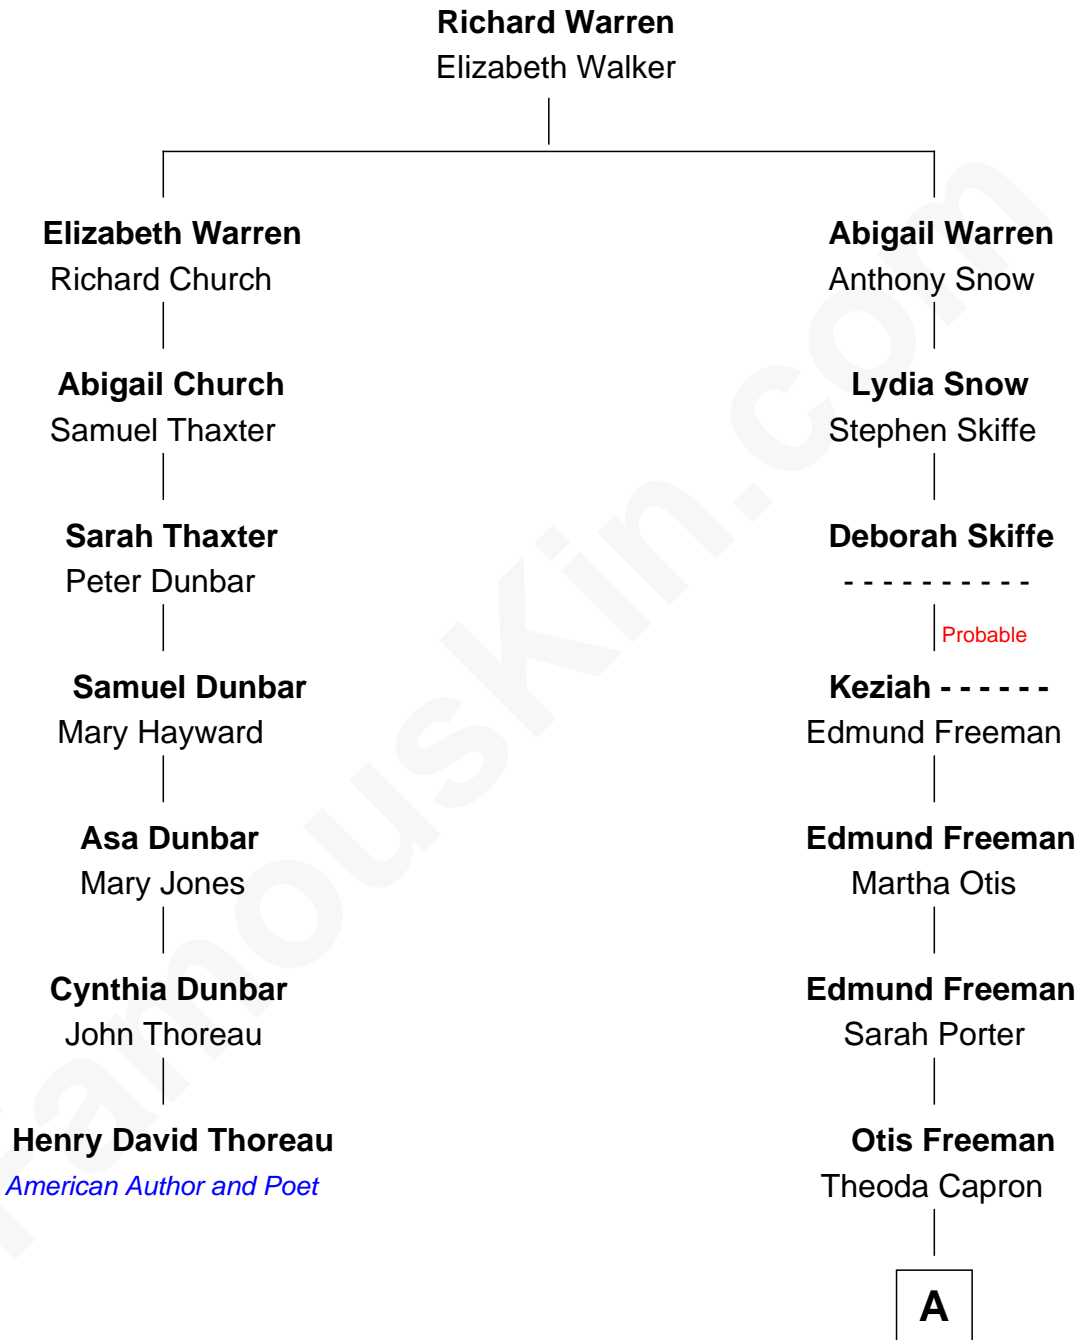 Richard Warren
Elizabeth Walker
Elizabeth Warren
Richard Church
Abigail Church
Samuel Thaxter
Sarah Thaxter
Peter Dunbar
Samuel Dunbar
Mary Hayward
Asa Dunbar
Mary Jones
Cynthia Dunbar
John Thoreau
Henry David Thoreau
American Author and Poet
Abigail Warren
Anthony Snow
Lydia Snow
Stephen Skiffe
Deborah Skiffe
- - - - - - - - - -
Probable
Keziah - - - - - -
Edmund Freeman
Edmund Freeman
Martha Otis
Edmund Freeman
Sarah Porter
Otis Freeman
Theoda Capron
A
FamousKin.com